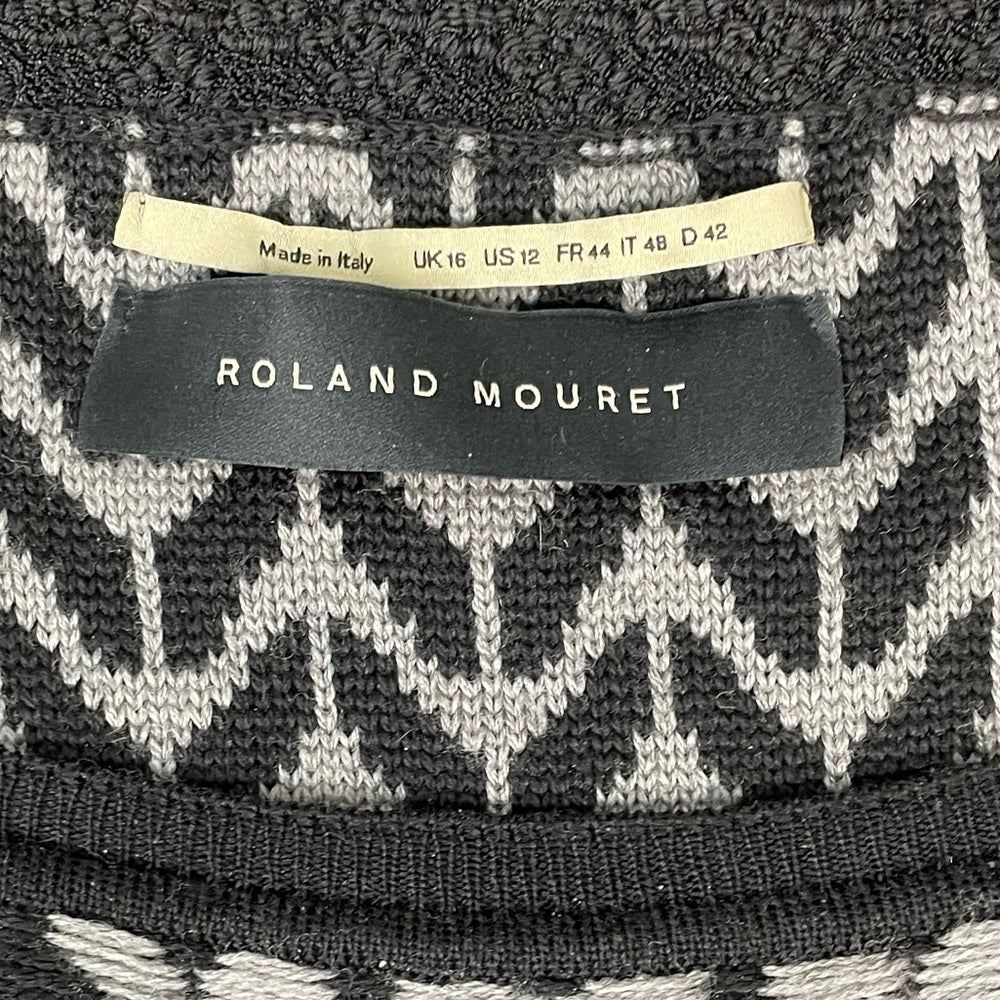 Made in Italy UK 16 US 12 FR 44 IT 48 D 42
ROLAND MOURET